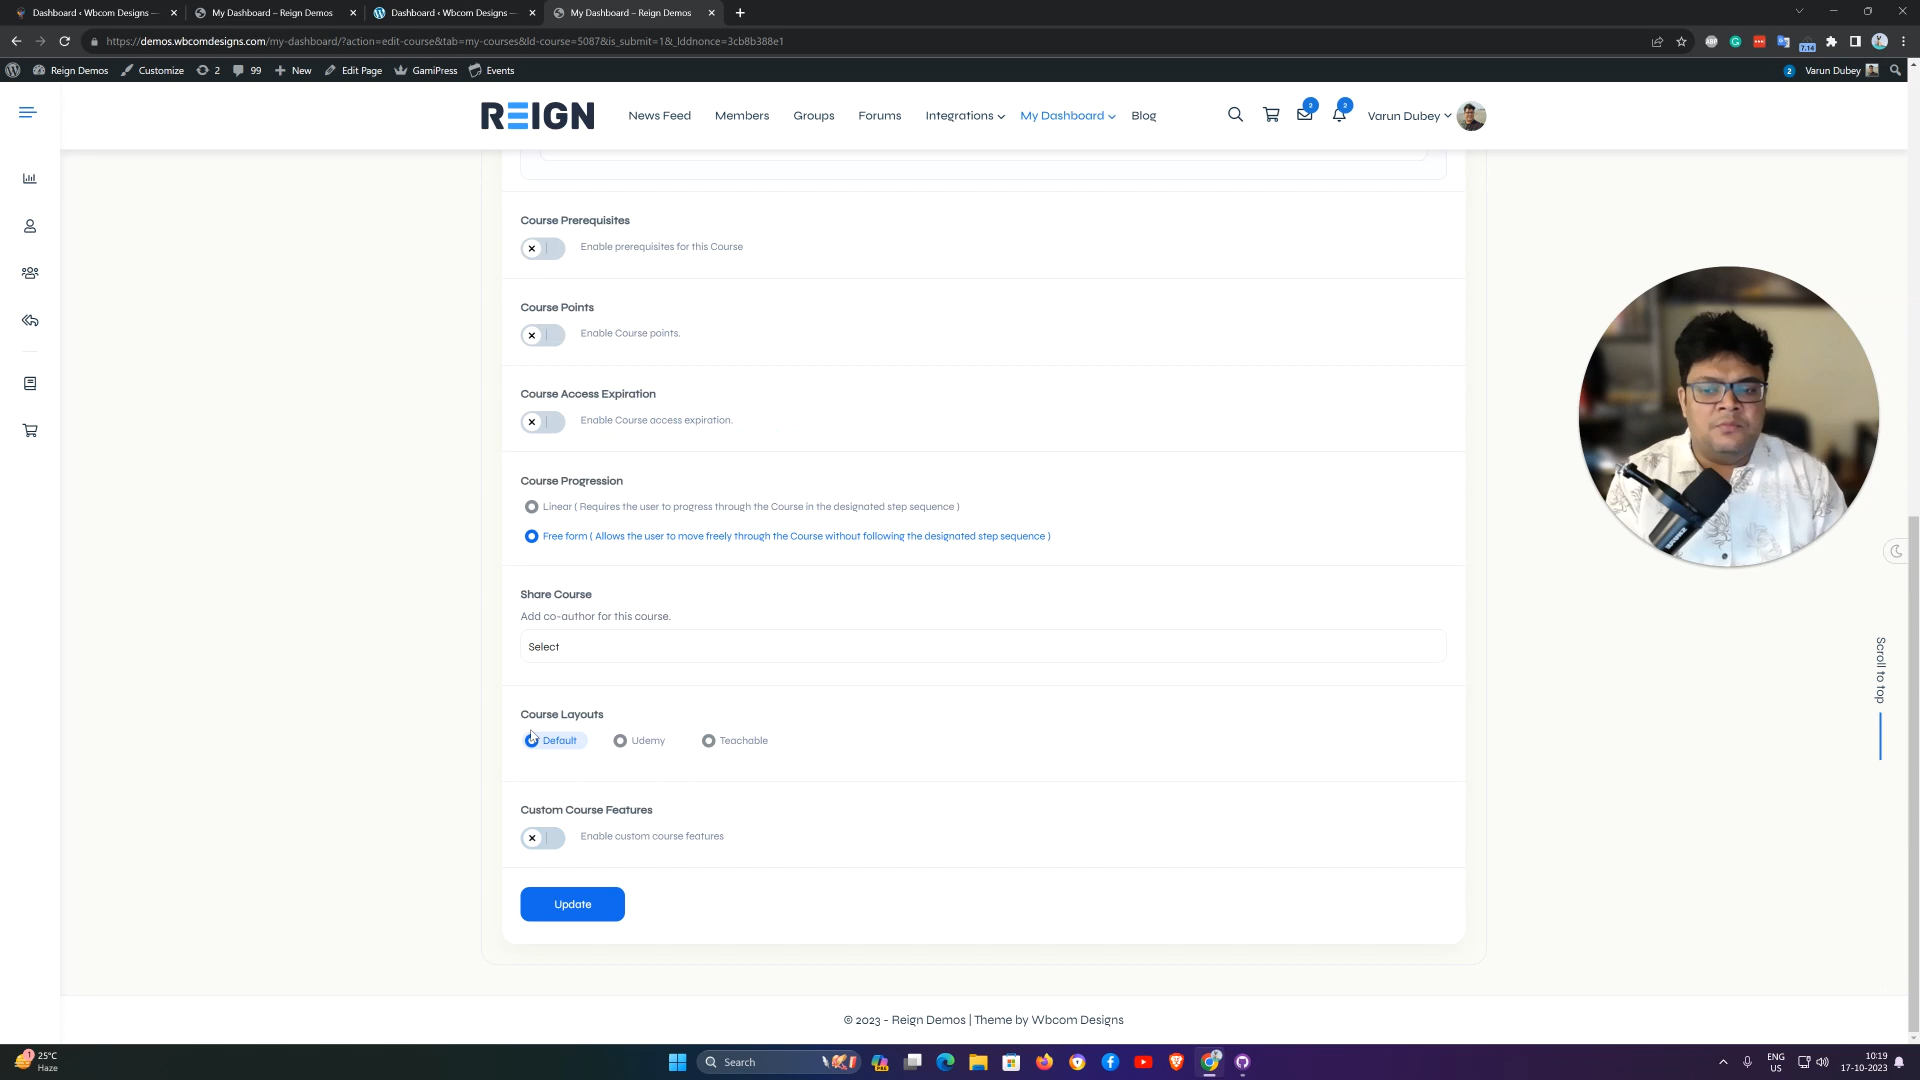 Dashboard ‹ Wbcom Designs —
My Dashboard – Reign Demos
Dashboard ‹ Wbcom Designs —
My Dashboard – Reign Demos
https://demos.wbcomdesigns.com/my-dashboard/?action=edit-course&tab=my-courses&ld-course=5087&is_submit=1&_lddnonce=3cb8b388e1
7.14
Reign Demos
Customize
2
99
New
Edit Page
GamiPress
Events
2
Varun Dubey
REIGN
News Feed
Members
Groups
Forums
Integrations
My Dashboard
Blog
2
2
Varun Dubey
Course Prerequisites
Enable prerequisites for this Course
Course Points
Enable Course points.
Course Access Expiration
Enable Course access expiration.
Course Progression
Linear ( Requires the user to progress through the Course in the designated step sequence )
Free form ( Allows the user to move freely through the Course without following the designated step sequence )
Share Course
Add co-author for this course.
Select
Scroll to top
Course Layouts
Default
Udemy
Teachable
Custom Course Features
Enable custom course features
Update
© 2023 - Reign Demos | Theme by Wbcom Designs
1
25°C
Haze
Search
ENG
US
10:19
17-10-2023